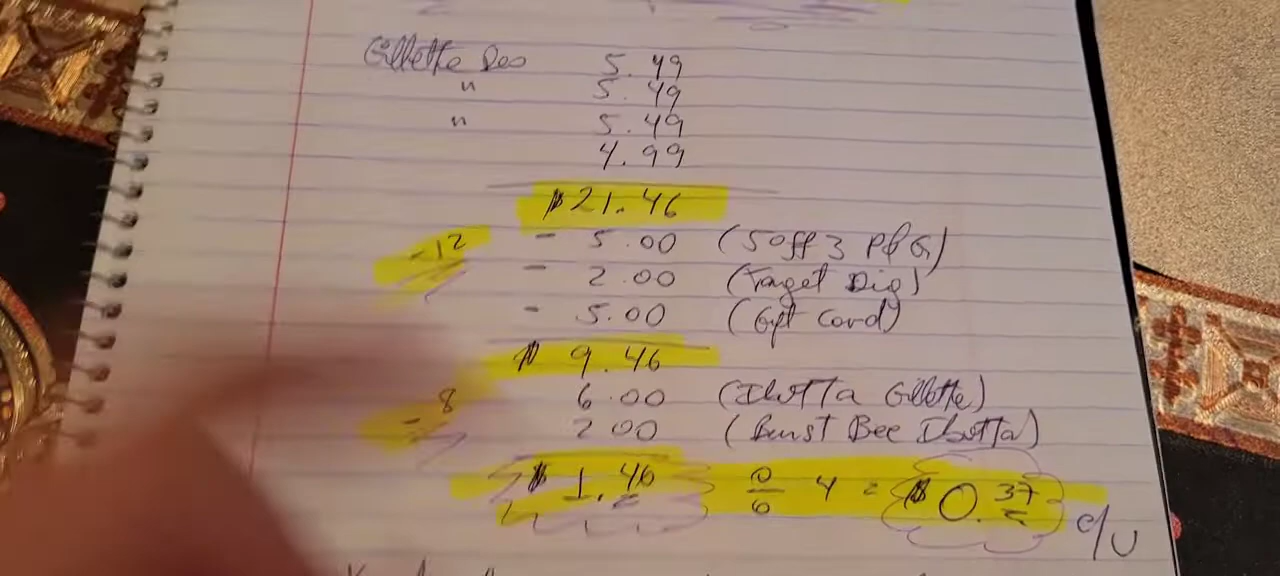 Gillette Deo 5.49
" 5.49
" 5.49
4.99
$21.46
-12 - 5.00 (5 off 3 P&G)
- 2.00 (Target Dig)
- 5.00 (Gift Card)
$ 9.46
- 8 6.00 (Ibotta Gillette)
2.00 (Burst Bee Ibotta)
$ 1.46 0/0 4 = $0.37 c/u